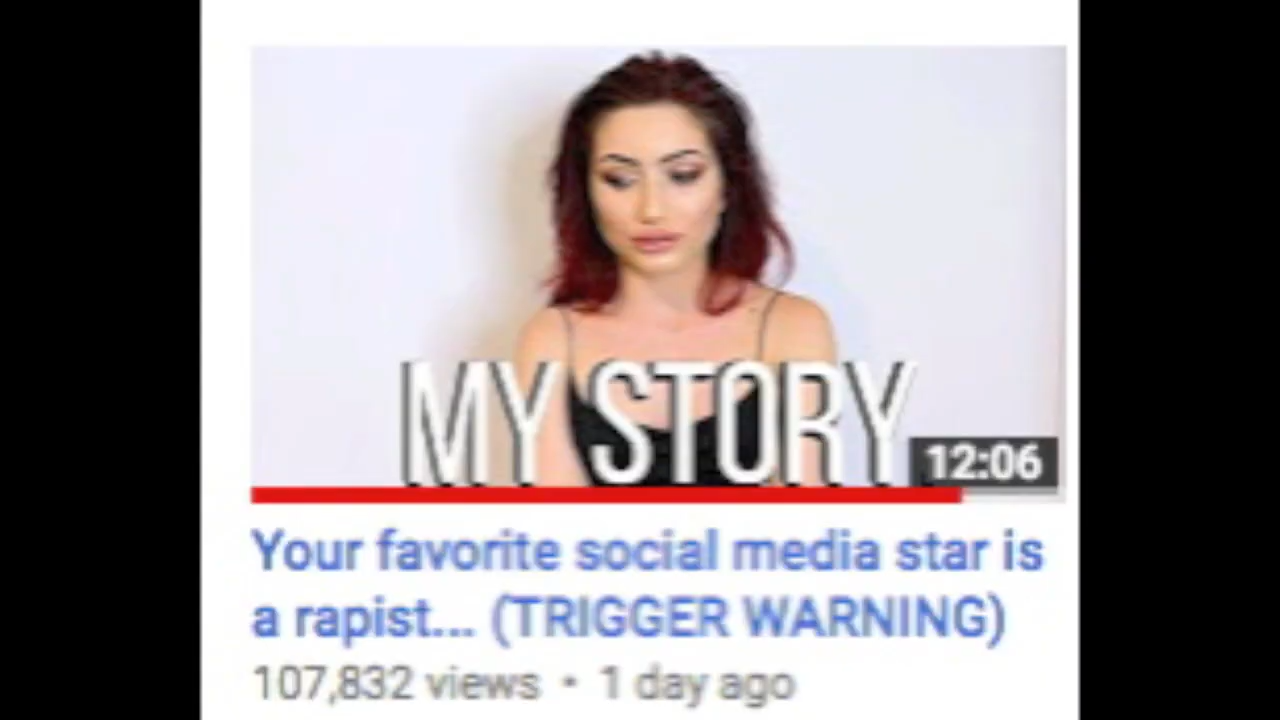 MY STORY
12:06
Your favorite social media star is
a rapist... (TRIGGER WARNING)
107,832 views • 1 day ago